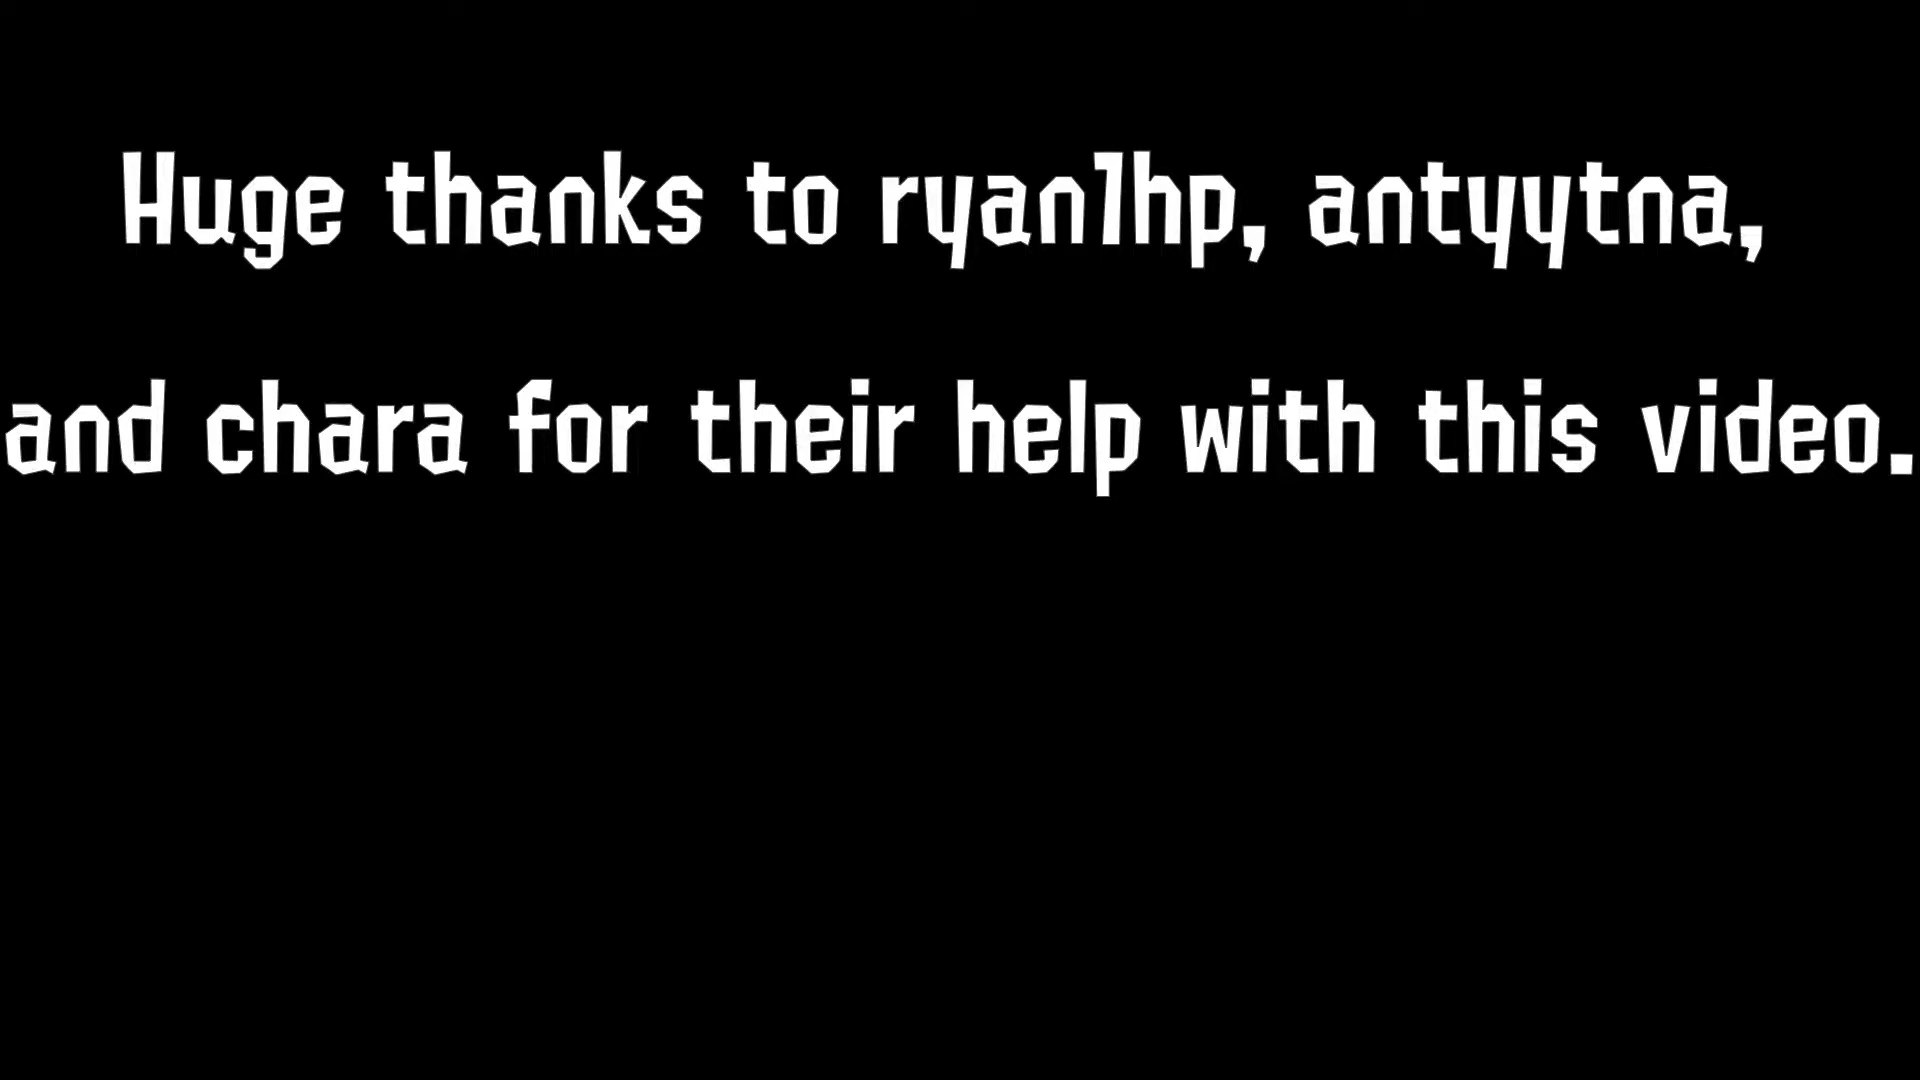 Huge thanks to ryan1hp, antyytna,
and chara for their help with this video.